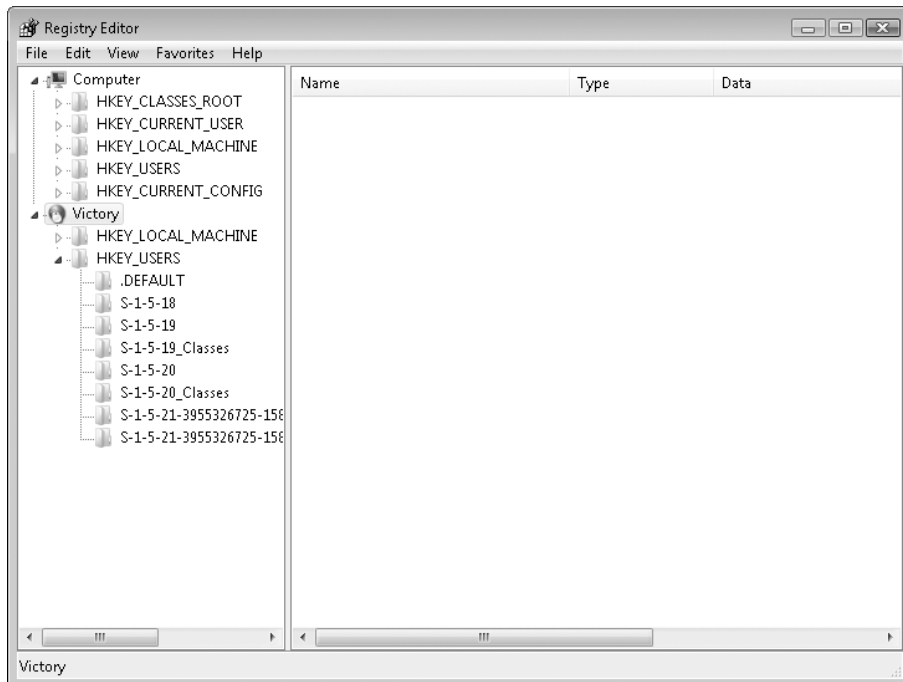 Registry Editor
File Edit View Favorites Help
Computer
HKEY_CLASSES_ROOT
HKEY_CURRENT_USER
HKEY_LOCAL_MACHINE
HKEY_USERS
HKEY_CURRENT_CONFIG
Victory
HKEY_LOCAL_MACHINE
HKEY_USERS
.DEFAULT
S-1-5-18
S-1-5-19
S-1-5-19_Classes
S-1-5-20
S-1-5-20_Classes
S-1-5-21-3955326725-158
S-1-5-21-3955326725-158
Name Type Data
Victory